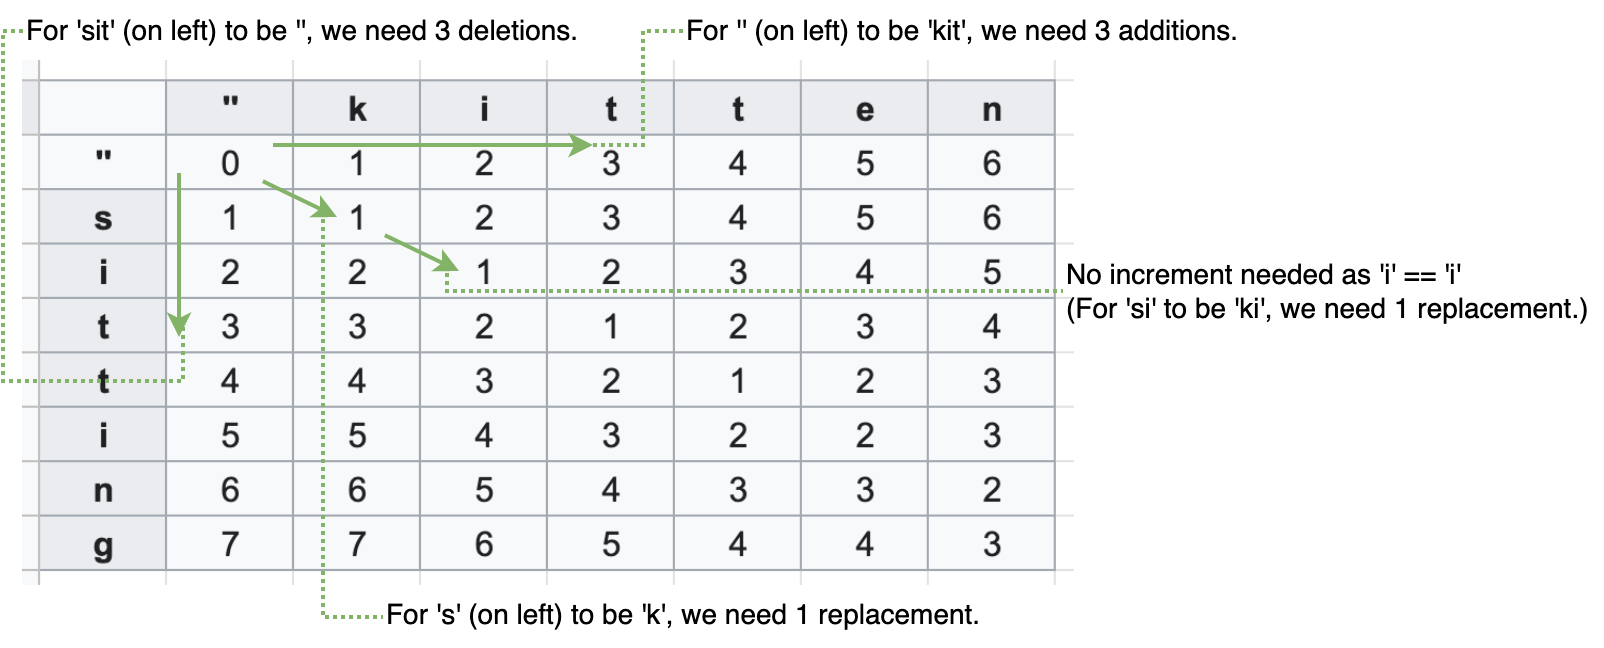 For 'sit' (on left) to be '', we need 3 deletions.
For '' (on left) to be 'kit', we need 3 additions.
'' k i t t e n
'' 0 1 2 3 4 5 6
s 1 1 2 3 4 5 6
i 2 2 1 2 3 4 5
t 3 3 2 1 2 3 4
t 4 4 3 2 1 2 3
i 5 5 4 3 2 2 3
n 6 6 5 4 3 3 2
g 7 7 6 5 4 4 3
No increment needed as 'i' == 'i'
(For 'si' to be 'ki', we need 1 replacement.)
For 's' (on left) to be 'k', we need 1 replacement.